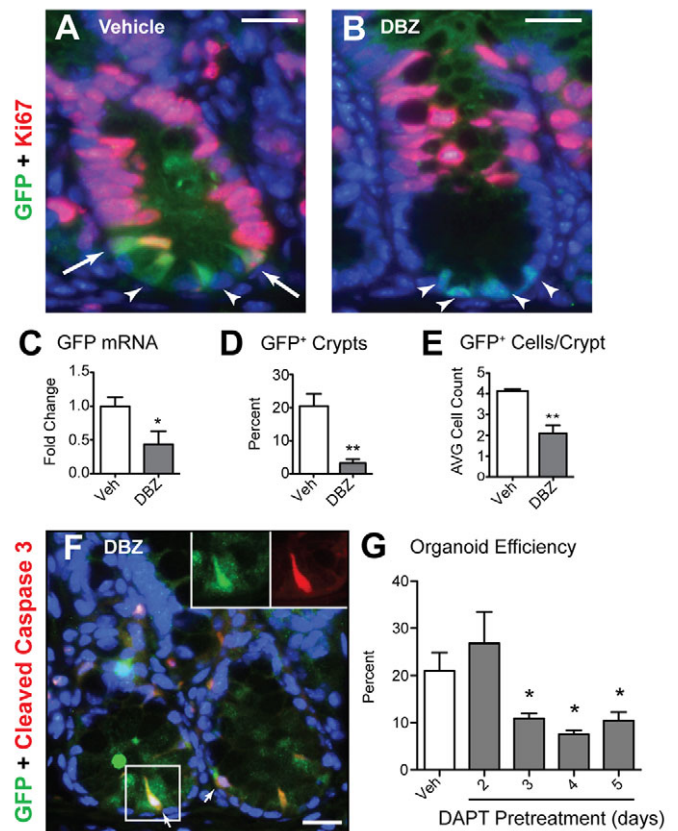 A Vehicle
B DBZ
GFP + Ki67
C GFP mRNA
Fold Change
1.5
1.0
0.5
0.0
*
Veh
DBZ
D GFP+ Crypts
Percent
30
20
10
0
**
Veh
DBZ
E GFP+ Cells/Crypt
AVG Cell Count
5
4
3
2
1
0
**
Veh
DBZ
F DBZ
GFP + Cleaved Caspase 3
G Organoid Efficiency
Percent
40
30
20
10
0
* * *
Veh
2 3 4 5
DAPT Pretreatment (days)